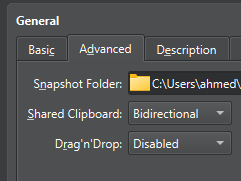 General
Basic Advanced Description
Snapshot Folder: C:\Users\ahmed\
Shared Clipboard: Bidirectional
Drag'n'Drop: Disabled